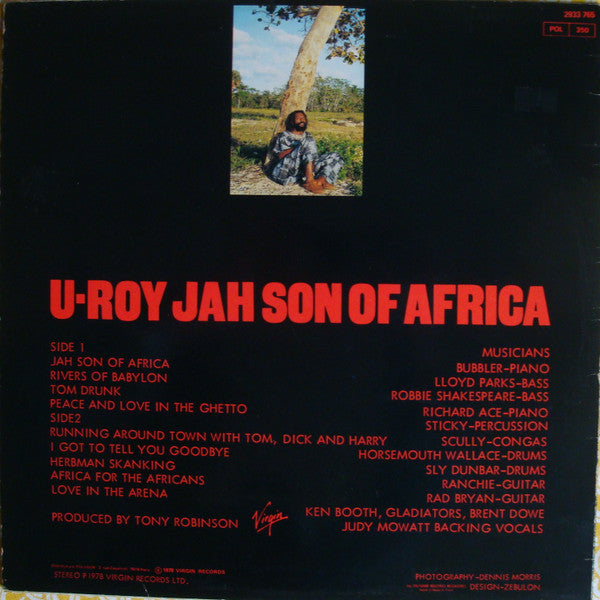 2933 765
POL 350
U-ROY JAH SON OF AFRICA
SIDE 1
JAH SON OF AFRICA
RIVERS OF BABYLON
TOM DRUNK
PEACE AND LOVE IN THE GHETTO
SIDE2
RUNNING AROUND TOWN WITH TOM, DICK AND HARRY
I GOT TO TELL YOU GOODBYE
HERBMAN SKANKING
AFRICA FOR THE AFRICANS
LOVE IN THE ARENA
PRODUCED BY TONY ROBINSON
Virgin
MUSICIANS
BUBBLER-PIANO
LLOYD PARKS-BASS
ROBBIE SHAKESPEARE-BASS
RICHARD ACE-PIANO
STICKY-PERCUSSION
SCULLY-CONGAS
HORSEMOUTH WALLACE-DRUMS
SLY DUNBAR-DRUMS
RANCHIE-GUITAR
RAD BRYAN-GUITAR
KEN BOOTH, GLADIATORS, BRENT DOWE
JUDY MOWATT BACKING VOCALS
℗ 1978 VIRGIN RECORDS
STEREO P1978 VIRGIN RECORDS LTD.
PHOTOGRAPHY-DENNIS MORRIS
DESIGN-ZEBULON